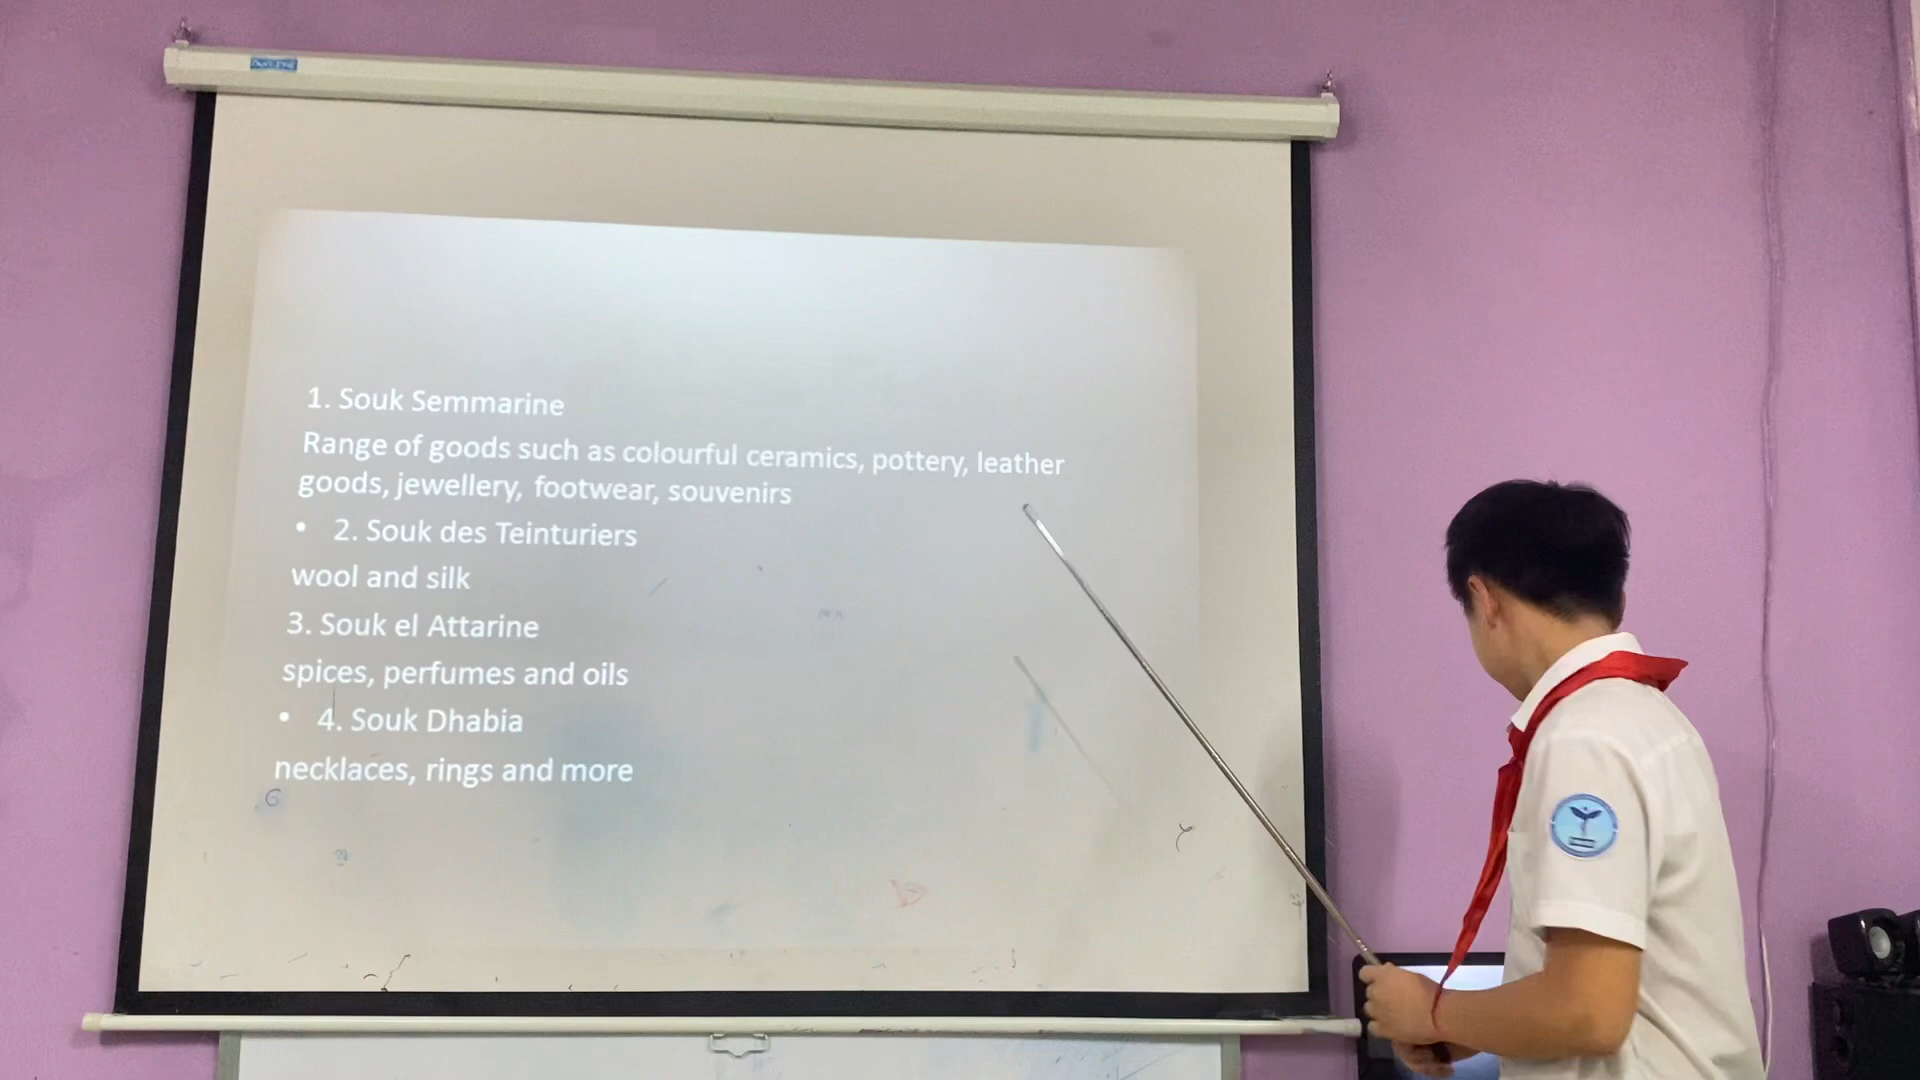 1. Souk Semmarine
Range of goods such as colourful ceramics, pottery, leather
goods, jewellery, footwear, souvenirs
• 2. Souk des Teinturiers
wool and silk
3. Souk el Attarine
spices, perfumes and oils
• 4. Souk Dhabia
necklaces, rings and more